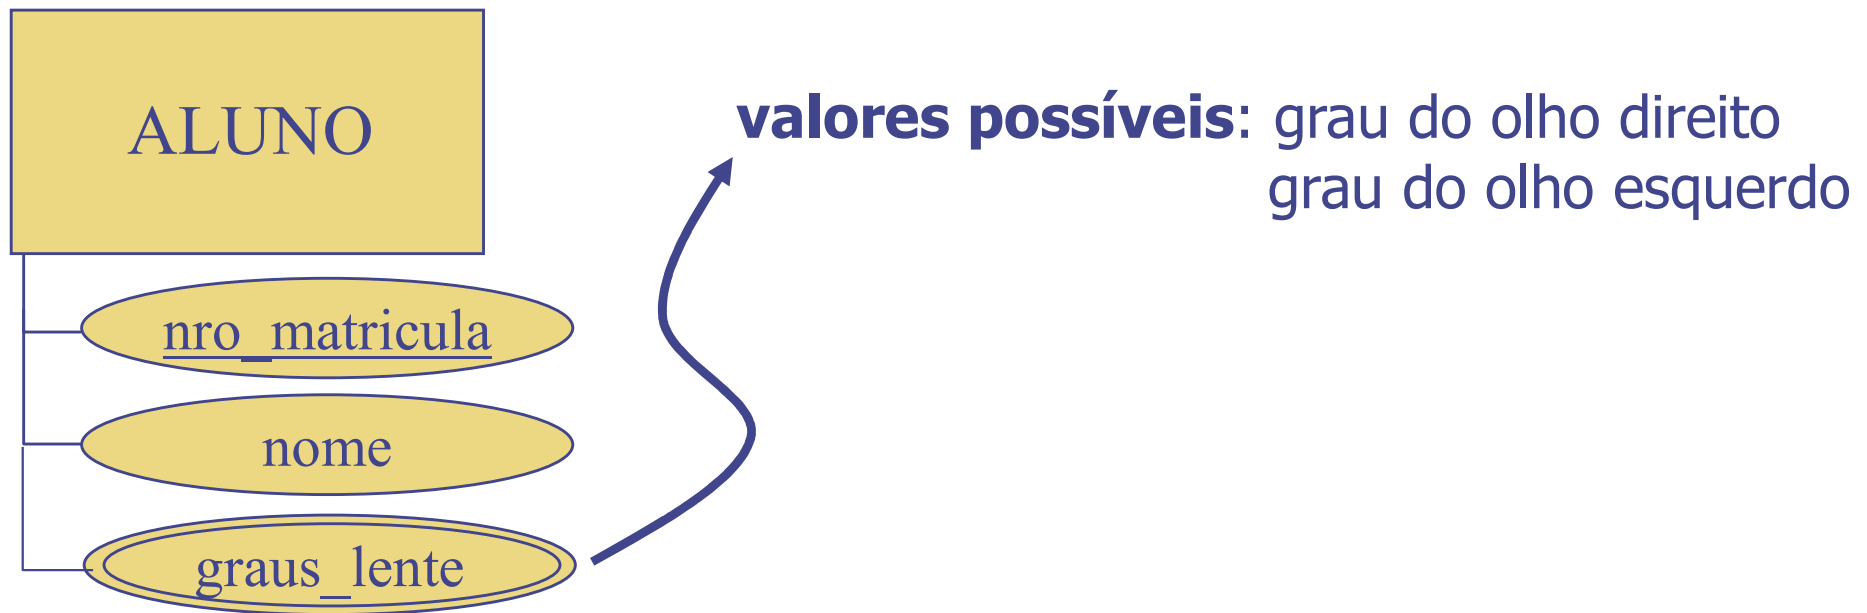 ALUNO
valores possíveis: grau do olho direito
grau do olho esquerdo
nro_matricula
nome
graus_lente